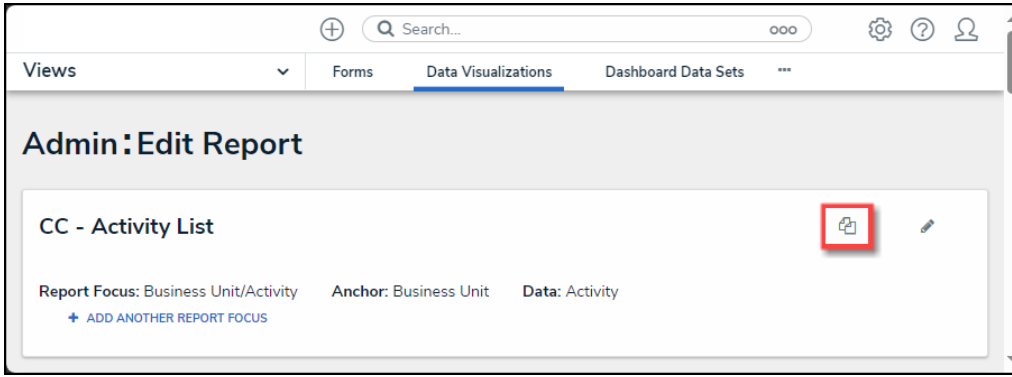 Search...
Views
Forms Data Visualizations Dashboard Data Sets
Admin:Edit Report
CC - Activity List
Report Focus: Business Unit/Activity Anchor: Business Unit Data: Activity
+ ADD ANOTHER REPORT FOCUS